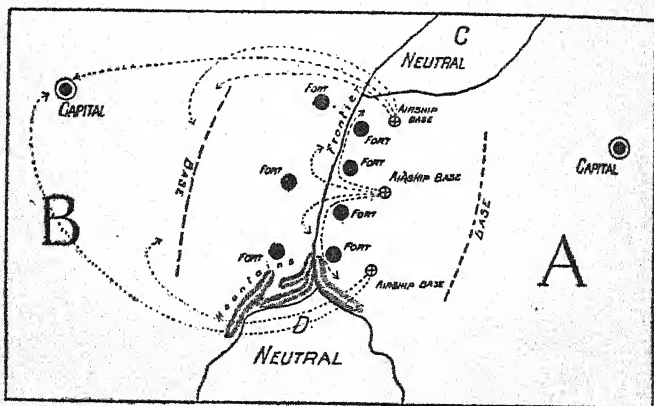 C
NEUTRAL
CAPITAL
FORT
Frontier
AIRSHIP
BASE
FORT
CAPITAL
BASE
FORT
FORT
AIRSHIP BASE
B
FORT
BASE
A
Mountains
FORT
FORT
AIRSHIP BASE
D
NEUTRAL